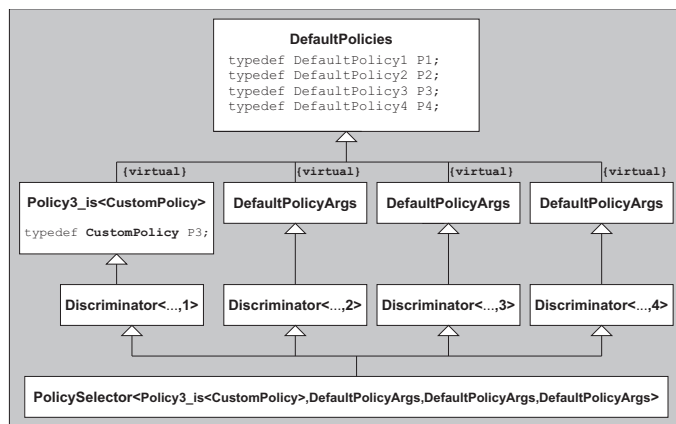 DefaultPolicies
typedef DefaultPolicy1 P1;
typedef DefaultPolicy2 P2;
typedef DefaultPolicy3 P3;
typedef DefaultPolicy4 P4;
{virtual} {virtual} {virtual} {virtual}
Policy3_is<CustomPolicy> DefaultPolicyArgs DefaultPolicyArgs DefaultPolicyArgs
typedef CustomPolicy P3;
Discriminator<...,1> Discriminator<...,2> Discriminator<...,3> Discriminator<...,4>
PolicySelector<Policy3_is<CustomPolicy>,DefaultPolicyArgs,DefaultPolicyArgs,DefaultPolicyArgs>